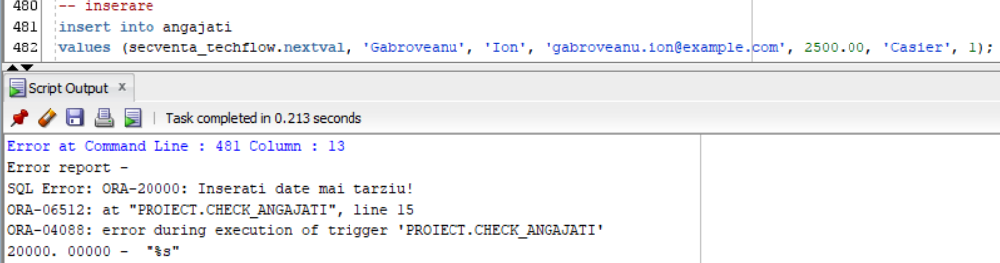 480 -- inserare
481 insert into angajati
482 values (secventa_techflow.nextval, 'Gabroveanu', 'Ion', 'gabroveanu.ion@example.com', 2500.00, 'Casier', 1);
Script Output x
Task completed in 0.213 seconds
Error at Command Line : 481 Column : 13
Error report -
SQL Error: ORA-20000: Inserati date mai tarziu!
ORA-06512: at "PROIECT.CHECK_ANGAJATI", line 15
ORA-04088: error during execution of trigger 'PROIECT.CHECK_ANGAJATI'
20000. 00000 - "%s"